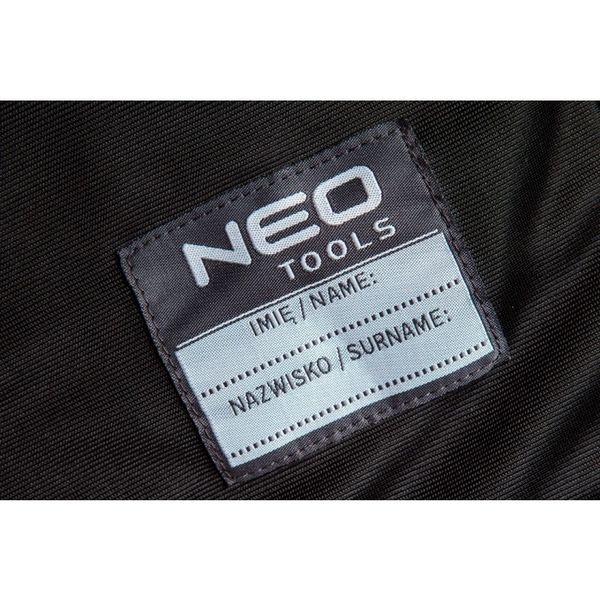 NEO
TOOLS
IMIĘ / NAME:
NAZWISKO / SURNAME: